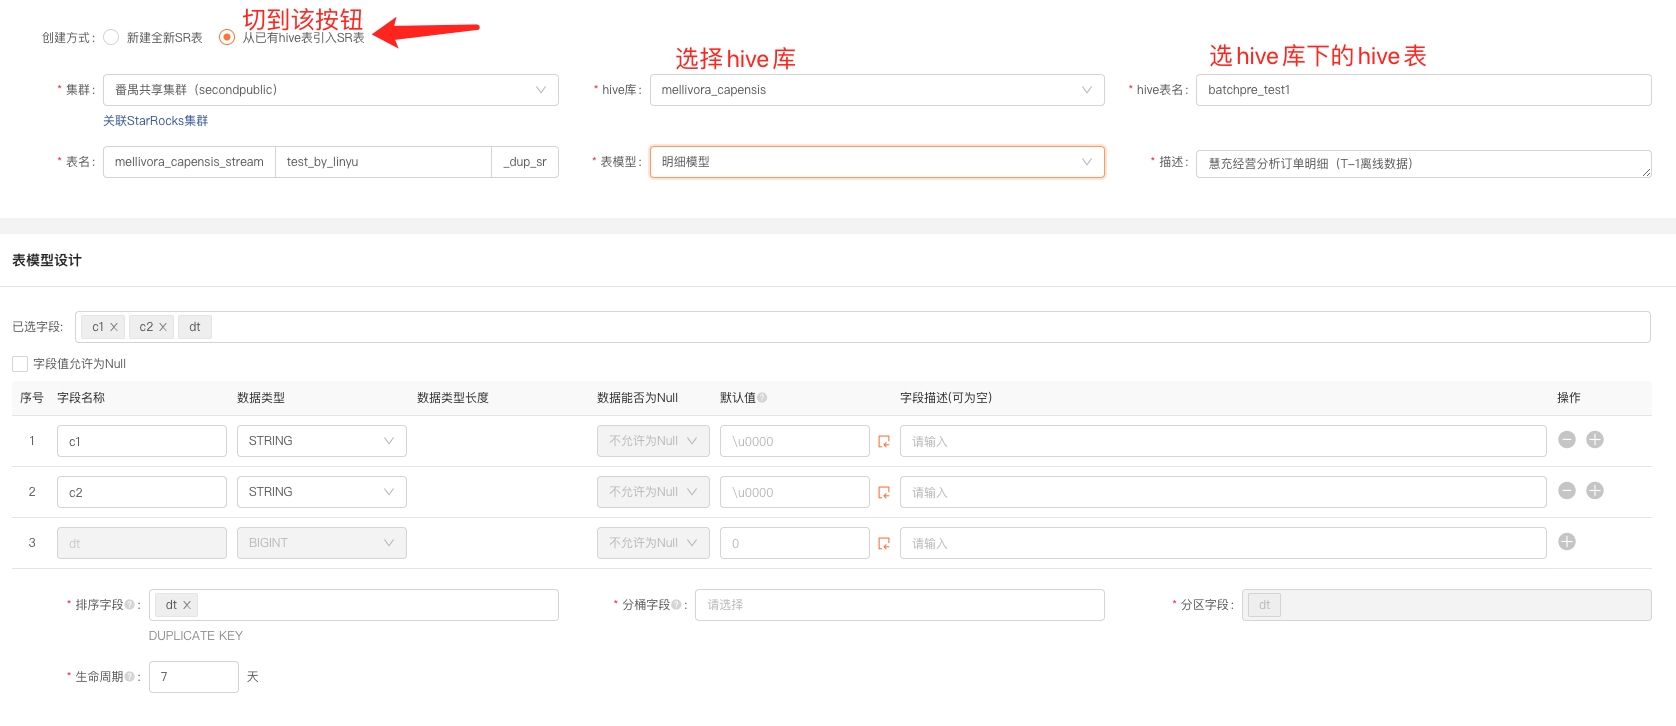 切到该按钮
创建方式: 新建全新SR表 从已有hive表引入SR表
选择hive库 选hive库下的hive表
* 集群: 番禺共享集群（secondpublic） * hive库: mellivora_capensis * hive表名: batchpre_test1
关联StarRocks集群
* 表名: mellivora_capensis_stream test_by_linyu _dup_sr * 表模型: 明细模型 * 描述: 慧充经营分析订单明细（T-1离线数据）
表模型设计
已选字段: c1 × c2 × dt
字段值允许为Null
序号 字段名称 数据类型 数据类型长度 数据能否为Null 默认值 ? 字段描述(可为空) 操作
1 c1 STRING 不允许为Null \u0000 请输入
2 c2 STRING 不允许为Null \u0000 请输入
3 dt BIGINT 不允许为Null 0 请输入
* 排序字段 ? : dt × * 分桶字段 ? : 请选择 * 分区字段: dt
DUPLICATE KEY
* 生命周期 ? : 7 天